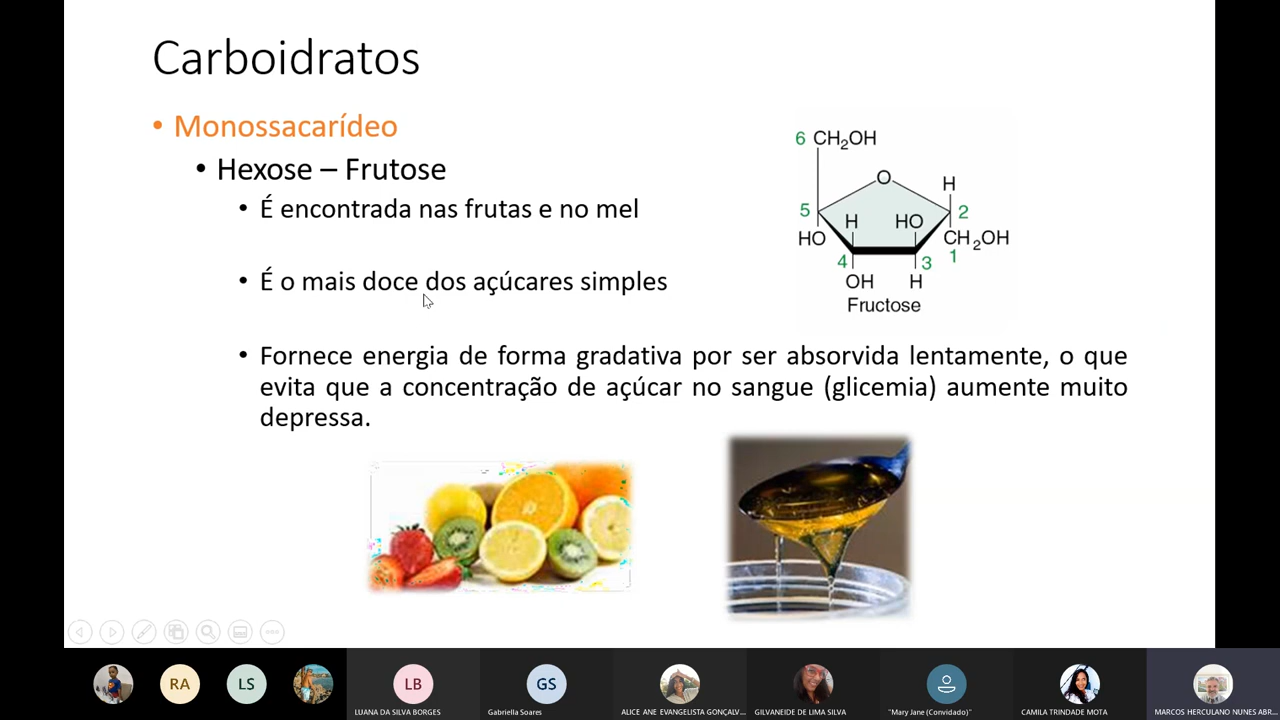 Carboidratos
• Monossacarídeo
• Hexose – Frutose
• É encontrada nas frutas e no mel
• É o mais doce dos açúcares simples
• Fornece energia de forma gradativa por ser absorvida lentamente, o que
evita que a concentração de açúcar no sangue (glicemia) aumente muito
depressa.
6 CH2OH
O
H
5
2
H
HO
HO
CH2OH
4
3
1
OH
H
Fructose
RA
LS
LB
GS
LUANA DA SILVA BORGES
Gabriella Soares
ALICE ANE EVANGELISTA GONÇALV...
GILVANEIDE DE LIMA SILVA
"Mary Jane (Convidado)"
CAMILA TRINDADE MOTA
MARCOS HERCULANO NUNES ABR...